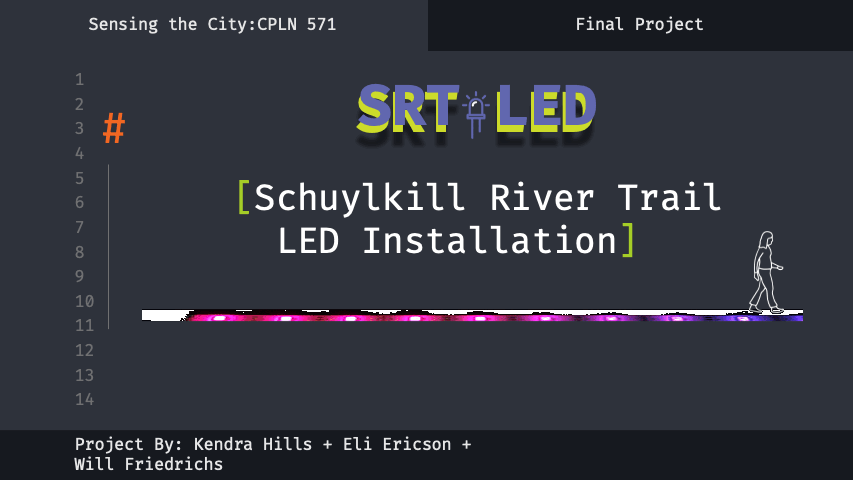 Sensing the City:CPLN 571
Final Project
1
2
3
4
5
6
7
8
9
10
11
12
13
14
#
SRT LED
[Schuylkill River Trail
LED Installation]
Project By: Kendra Hills + Eli Ericson +
Will Friedrichs